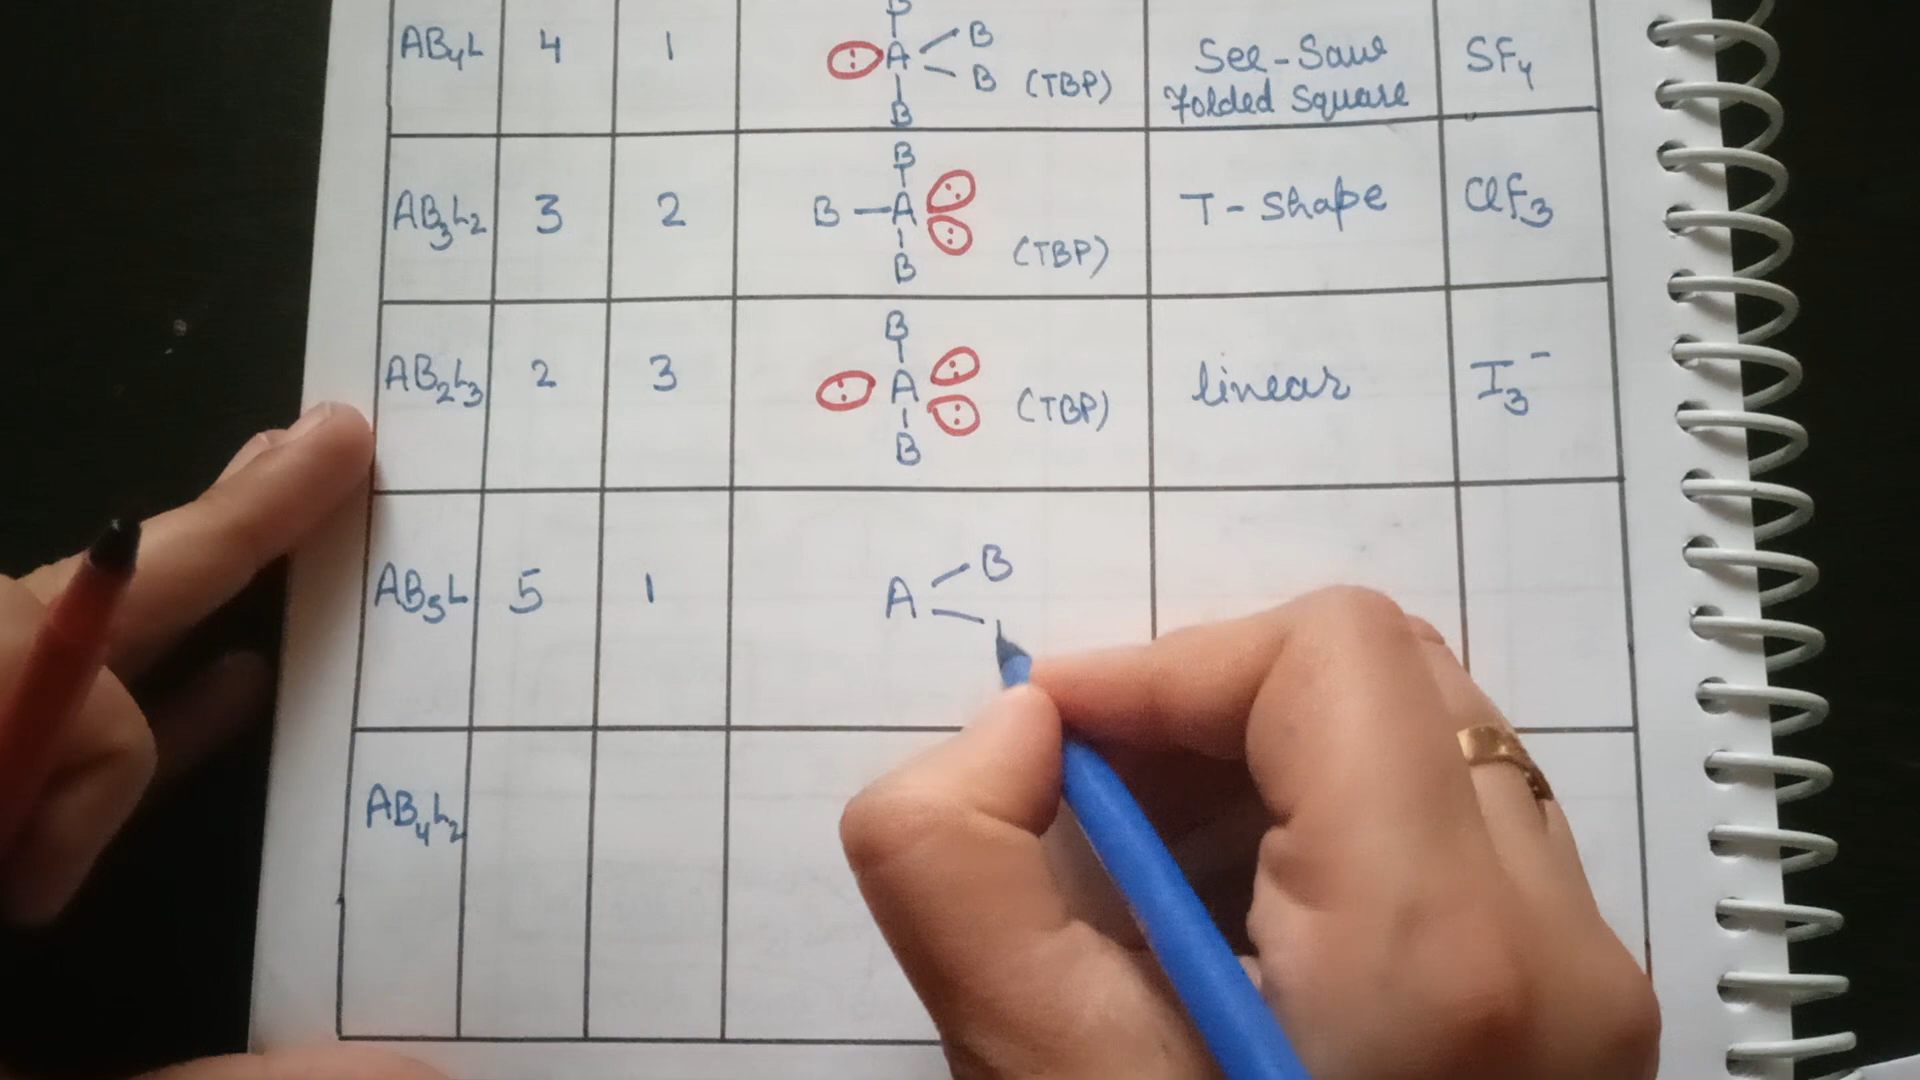 AB₄L 4 1 B A B B B (TBP) See-Saw Folded Square SF₄
AB₃L₂ 3 2 B B A B (TBP) T-Shape ClF₃
AB₂L₃ 2 3 B A B (TBP) linear I₃⁻
AB₅L 5 1 A B
AB₄L₂